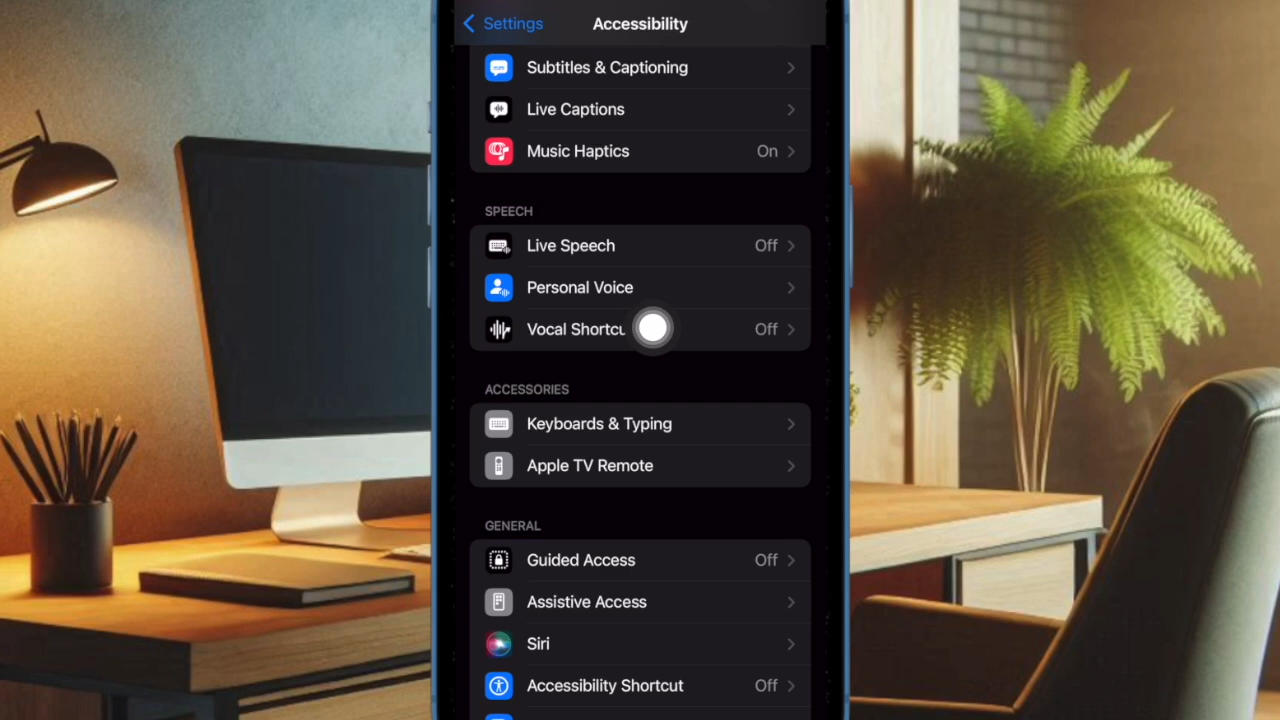 Settings
Accessibility
Subtitles & Captioning
Live Captions
Music Haptics On
SPEECH
Live Speech Off
Personal Voice
Vocal Shortcu Off
ACCESSORIES
Keyboards & Typing
Apple TV Remote
GENERAL
Guided Access Off
Assistive Access
Siri
Accessibility Shortcut Off